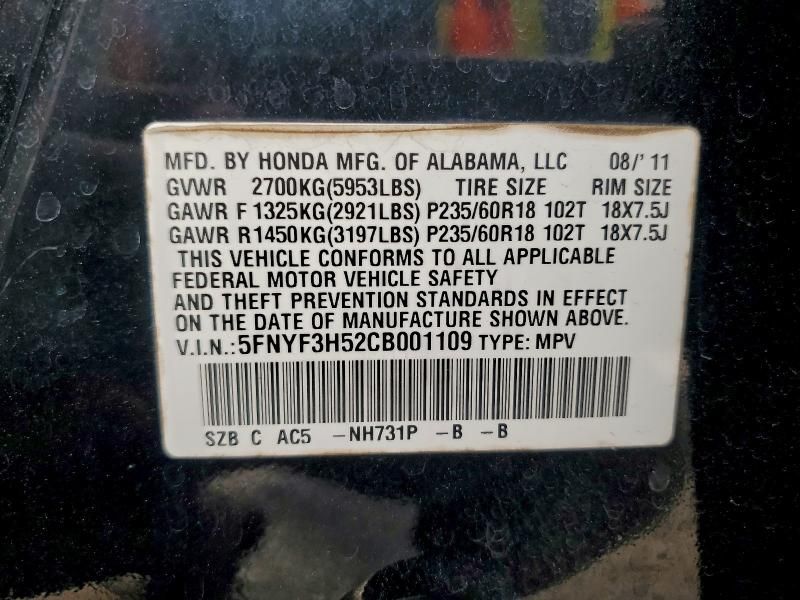 MFD. BY HONDA MFG. OF ALABAMA, LLC 08/'11
GVWR 2700KG(5953LBS) TIRE SIZE RIM SIZE
GAWR F 1325KG(2921LBS) P235/60R18 102T 18X7.5J
GAWR R1450KG(3197LBS) P235/60R18 102T 18X7.5J
THIS VEHICLE CONFORMS TO ALL APPLICABLE
FEDERAL MOTOR VEHICLE SAFETY
AND THEFT PREVENTION STANDARDS IN EFFECT
ON THE DATE OF MANUFACTURE SHOWN ABOVE.
V.I.N.:5FNYF3H52CB001109 TYPE: MPV
SZB C AC5 -NH731P -B -B